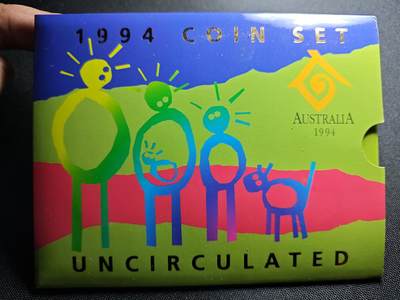 1994 COIN SET
AUSTRALIA
1994
UNCIRCULATED